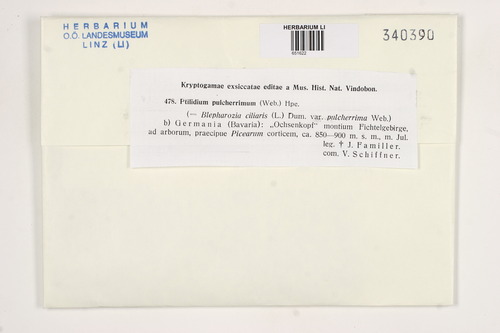 HERBARIUM
O.Ö. LANDESMUSEUM
LINZ (LI)
HERBARIUM LI
651922
340390
Kryptogamae exsiccatae editae a Mus. Hist. Nat. Vindobon.
478. Ptilidium pulcherrimum (Web.) Hpe.
(— Blepharozia ciliaris (L.) Dum. var. pulcherrima Web.)
b) Germania (Bavaria): „Ochsenkopf“ montium Fichtelgebirge,
ad arborum, praecipue Picearum corticem, ca. 850—900 m. s. m., m. Jul.
leg. † J. Familler.
com. V. Schiffner.